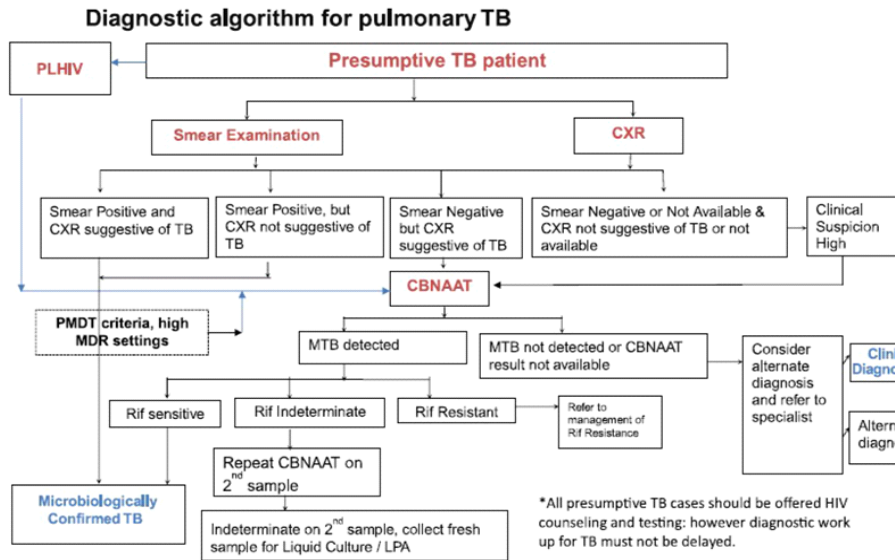 Diagnostic algorithm for pulmonary TB
PLHIV
Presumptive TB patient
Smear Examination
CXR
Smear Positive and
CXR suggestive of TB
Smear Positive, but
CXR not suggestive of
TB
Smear Negative
but CXR
suggestive of TB
Smear Negative or Not Available &
CXR not suggestive of TB or not
available
Clinical
Suspicion
High
CBNAAT
PMDT criteria, high
MDR settings
MTB detected
MTB not detected or CBNAAT
result not available
Consider
alternate
diagnosis
and refer to
specialist
Clini
Diagno
Altern
diagn
Rif sensitive
Rif Indeterminate
Rif Resistant
Refer to
management of
Rif Resistance
Repeat CBNAAT on
2nd sample
Microbiologically
Confirmed TB
Indeterminate on 2nd sample, collect fresh
sample for Liquid Culture / LPA
*All presumptive TB cases should be offered HIV
counseling and testing: however diagnostic work
up for TB must not be delayed.